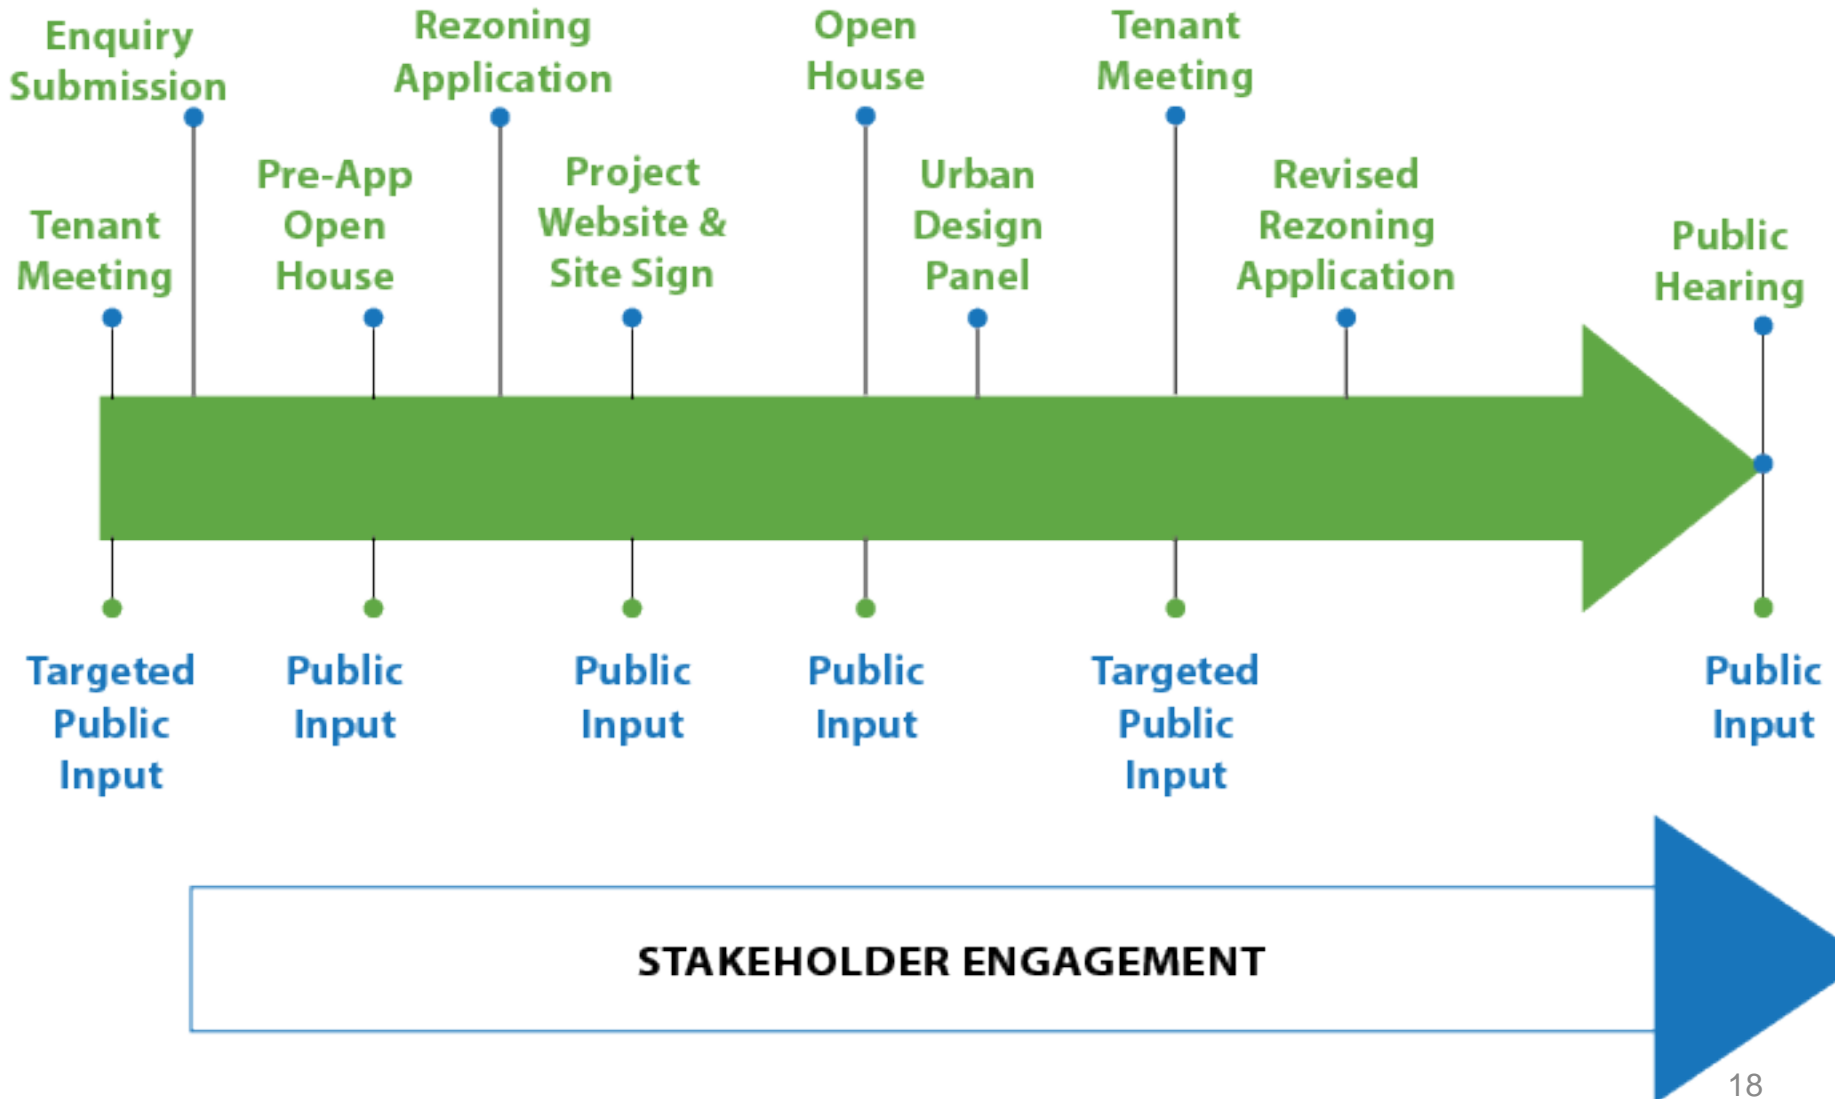 Enquiry
Submission
Rezoning
Application
Open
House
Tenant
Meeting
Tenant
Meeting
Pre-App
Open
House
Project
Website &
Site Sign
Urban
Design
Panel
Revised
Rezoning
Application
Public
Hearing
Targeted
Public
Input
Public
Input
Public
Input
Public
Input
Targeted
Public
Input
Public
Input
STAKEHOLDER ENGAGEMENT
18